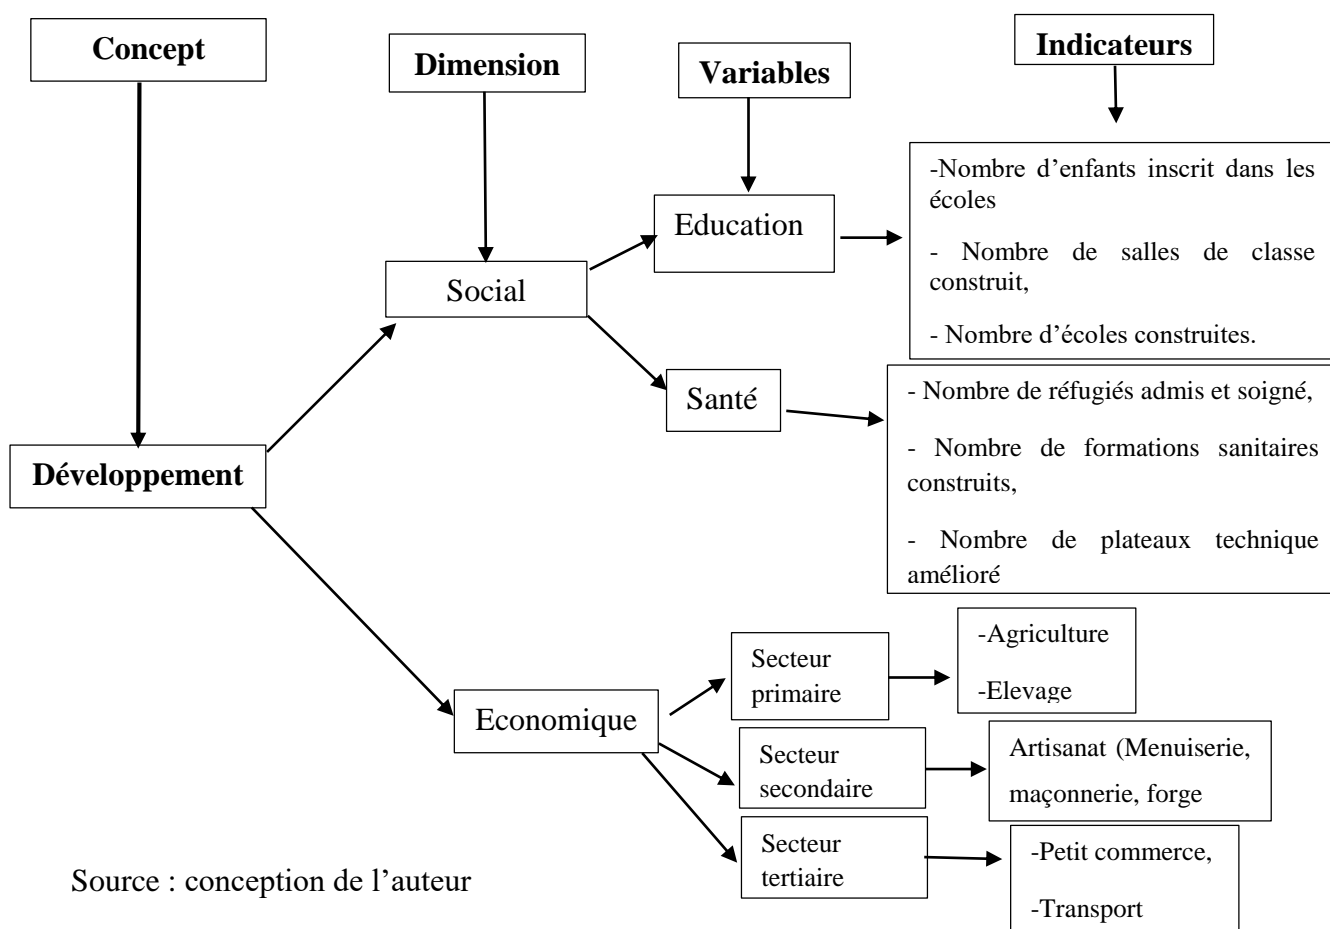 Concept
Dimension
Variables
Indicateurs
-Nombre d’enfants inscrit dans les
écoles
- Nombre de salles de classe
construit,
- Nombre d’écoles construites.
Education
Social
Santé
- Nombre de réfugiés admis et soigné,
- Nombre de formations sanitaires
construits,
- Nombre de plateaux technique
amélioré
Développement
Economique
Secteur
primaire
-Agriculture
-Elevage
Secteur
secondaire
Artisanat (Menuiserie,
maçonnerie, forge
Secteur
tertiaire
-Petit commerce,
-Transport
Source : conception de l’auteur